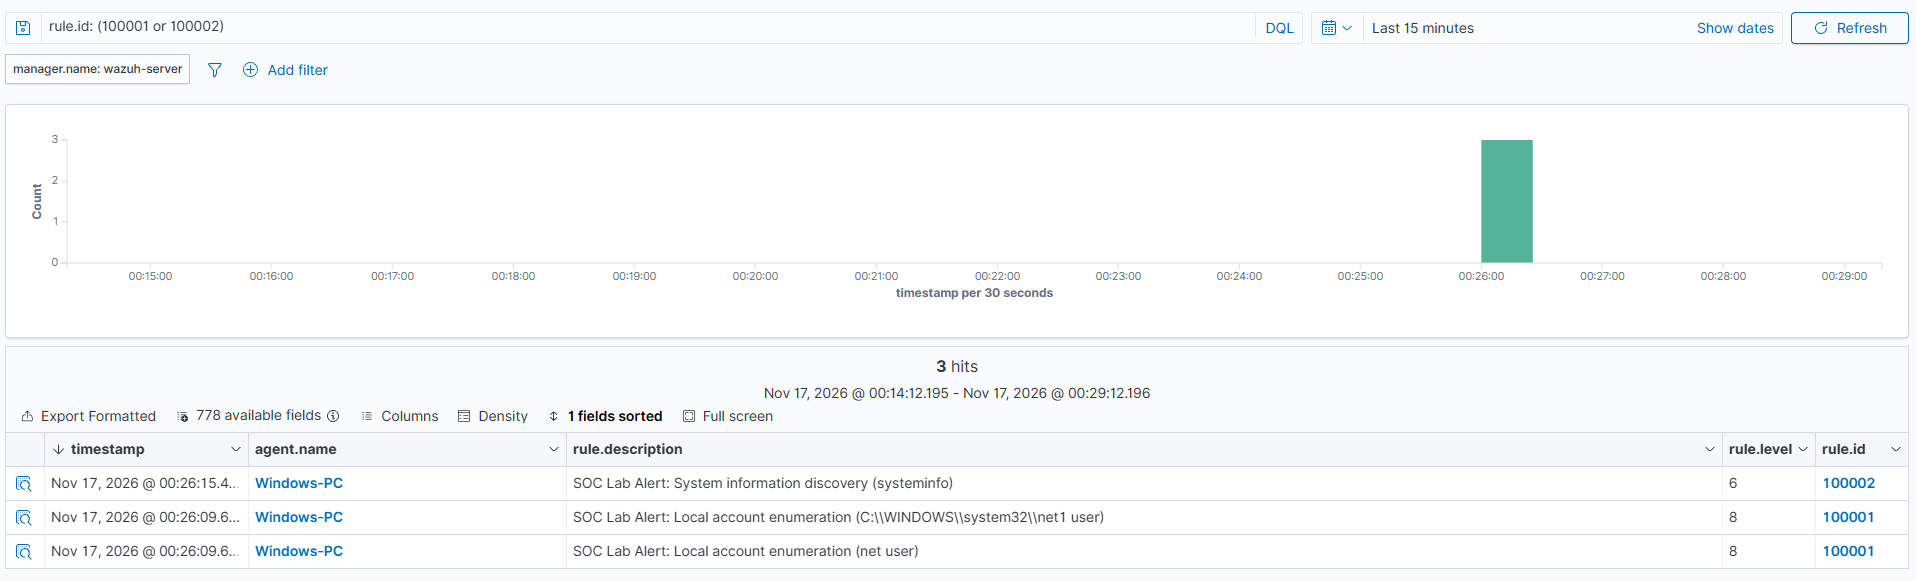 rule.id: (100001 or 100002)
DQL
Last 15 minutes
Show dates
Refresh
manager.name: wazuh-server
Add filter
3
2
1
0
Count
00:15:00 00:16:00 00:17:00 00:18:00 00:19:00 00:20:00 00:21:00 00:22:00 00:23:00 00:24:00 00:25:00 00:26:00 00:27:00 00:28:00 00:29:00
timestamp per 30 seconds
3 hits
Nov 17, 2026 @ 00:14:12.195 - Nov 17, 2026 @ 00:29:12.196
Export Formatted 778 available fields Columns Density 1 fields sorted Full screen
timestamp agent.name rule.description rule.level rule.id
Nov 17, 2026 @ 00:26:15.4... Windows-PC SOC Lab Alert: System information discovery (systeminfo) 6 100002
Nov 17, 2026 @ 00:26:09.6... Windows-PC SOC Lab Alert: Local account enumeration (C:\\WINDOWS\\system32\\net1 user) 8 100001
Nov 17, 2026 @ 00:26:09.6... Windows-PC SOC Lab Alert: Local account enumeration (net user) 8 100001